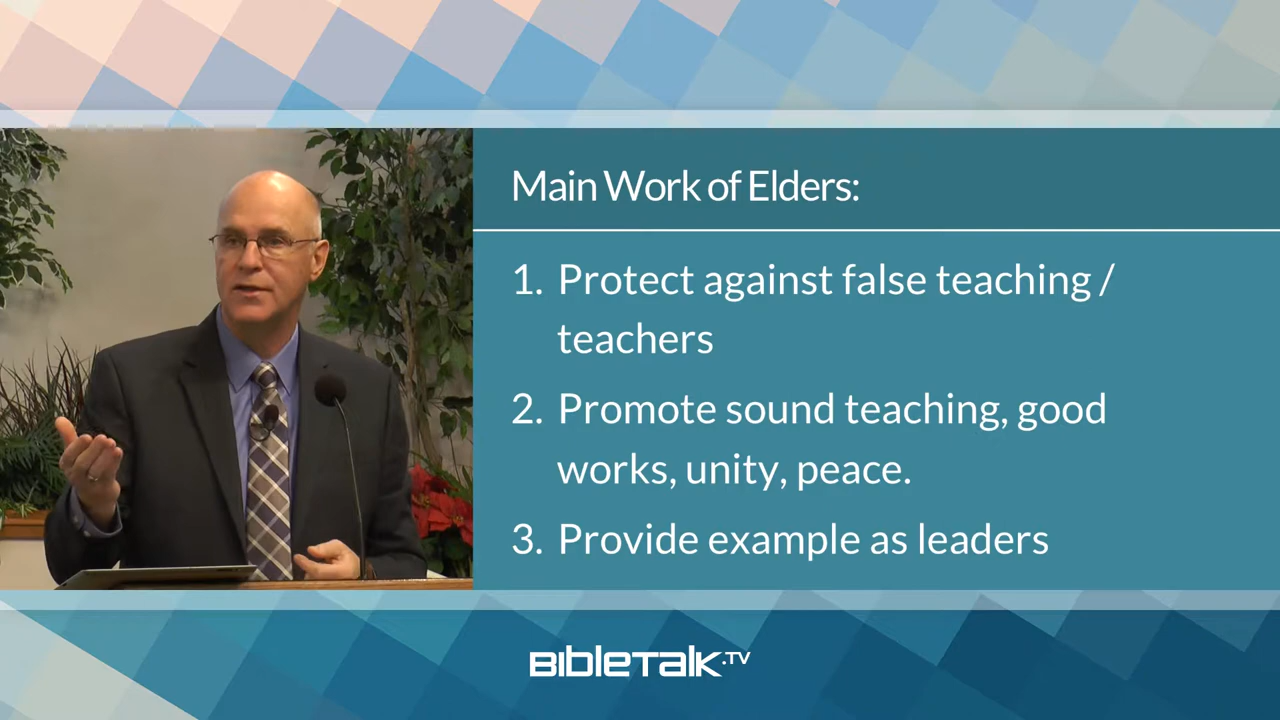 Main Work of Elders:
1. Protect against false teaching /
teachers
2. Promote sound teaching, good
works, unity, peace.
3. Provide example as leaders
BIBLETALK.TV